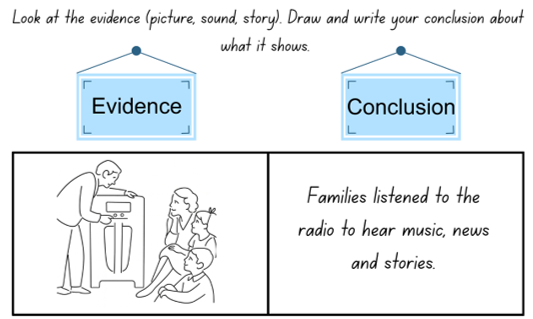 Look at the evidence (picture, sound, story). Draw and write your conclusion about
what it shows.
Evidence
Conclusion
Families listened to the
radio to hear music, news
and stories.